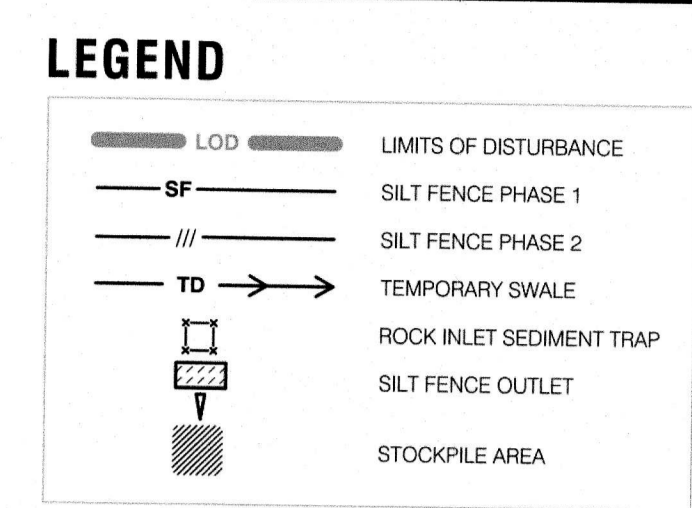 LEGEND
LOD LIMITS OF DISTURBANCE
SF SILT FENCE PHASE 1
/// SILT FENCE PHASE 2
TD TEMPORARY SWALE
ROCK INLET SEDIMENT TRAP
SILT FENCE OUTLET
STOCKPILE AREA